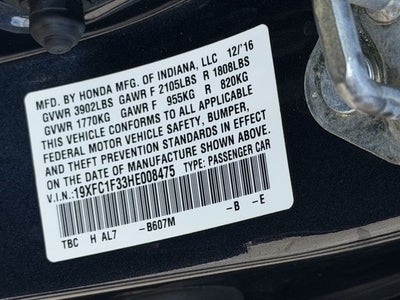 MFD. BY HONDA MFG. OF INDIANA, LLC 12/'16
GVWR 3902LBS GAWR F 2105LBS R 1808LBS
GVWR 1770KG GAWR F 955KG R 820KG
THIS VEHICLE CONFORMS TO ALL APPLICABLE
FEDERAL MOTOR VEHICLE SAFETY, BUMPER,
AND THEFT PREVENTION STANDARDS IN EFFECT
ON THE DATE OF MANUFACTURE SHOWN ABOVE.
V.I.N.: 19XFC1F33HE008475 TYPE: PASSENGER CAR
TBC H AL7 -B607M -B -E